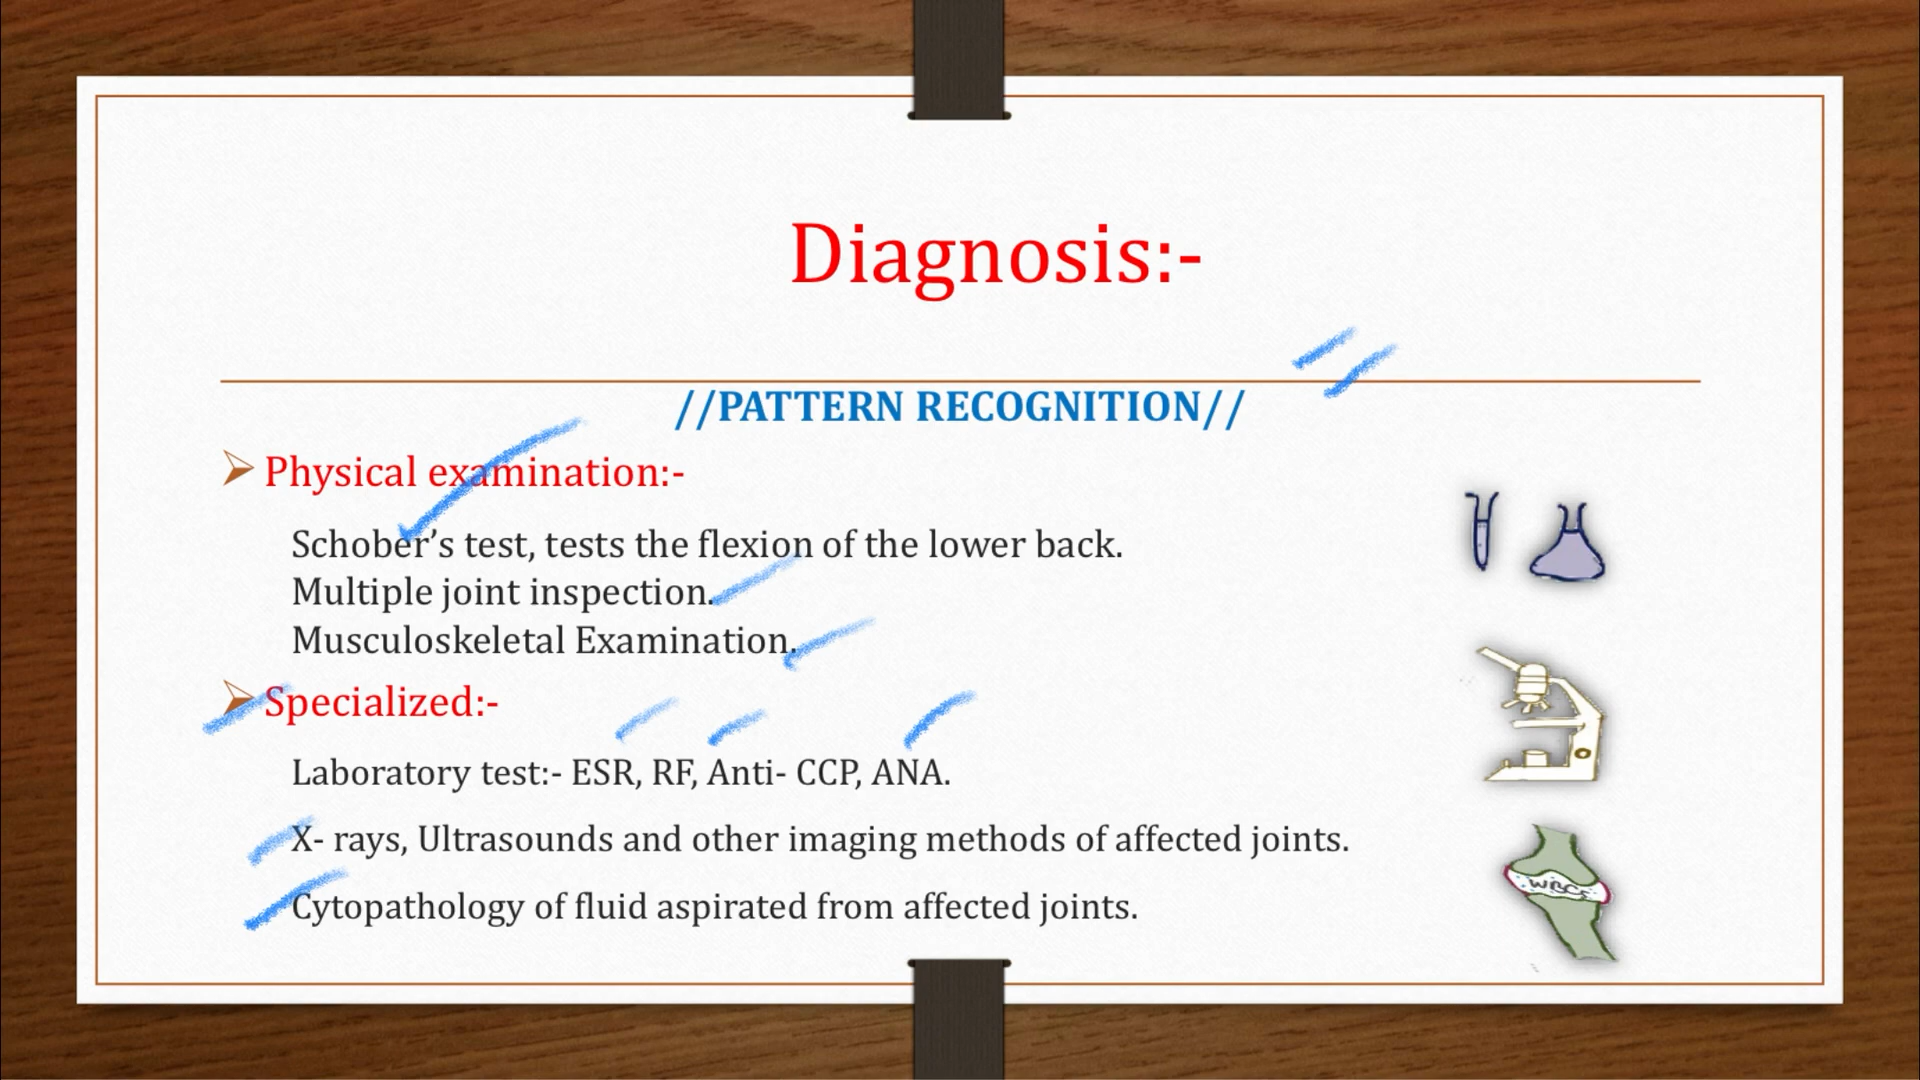 Diagnosis:-
//PATTERN RECOGNITION//
Physical examination:-
Schober’s test, tests the flexion of the lower back.
Multiple joint inspection.
Musculoskeletal Examination.
Specialized:-
Laboratory test:- ESR, RF, Anti- CCP, ANA.
X- rays, Ultrasounds and other imaging methods of affected joints.
Cytopathology of fluid aspirated from affected joints.